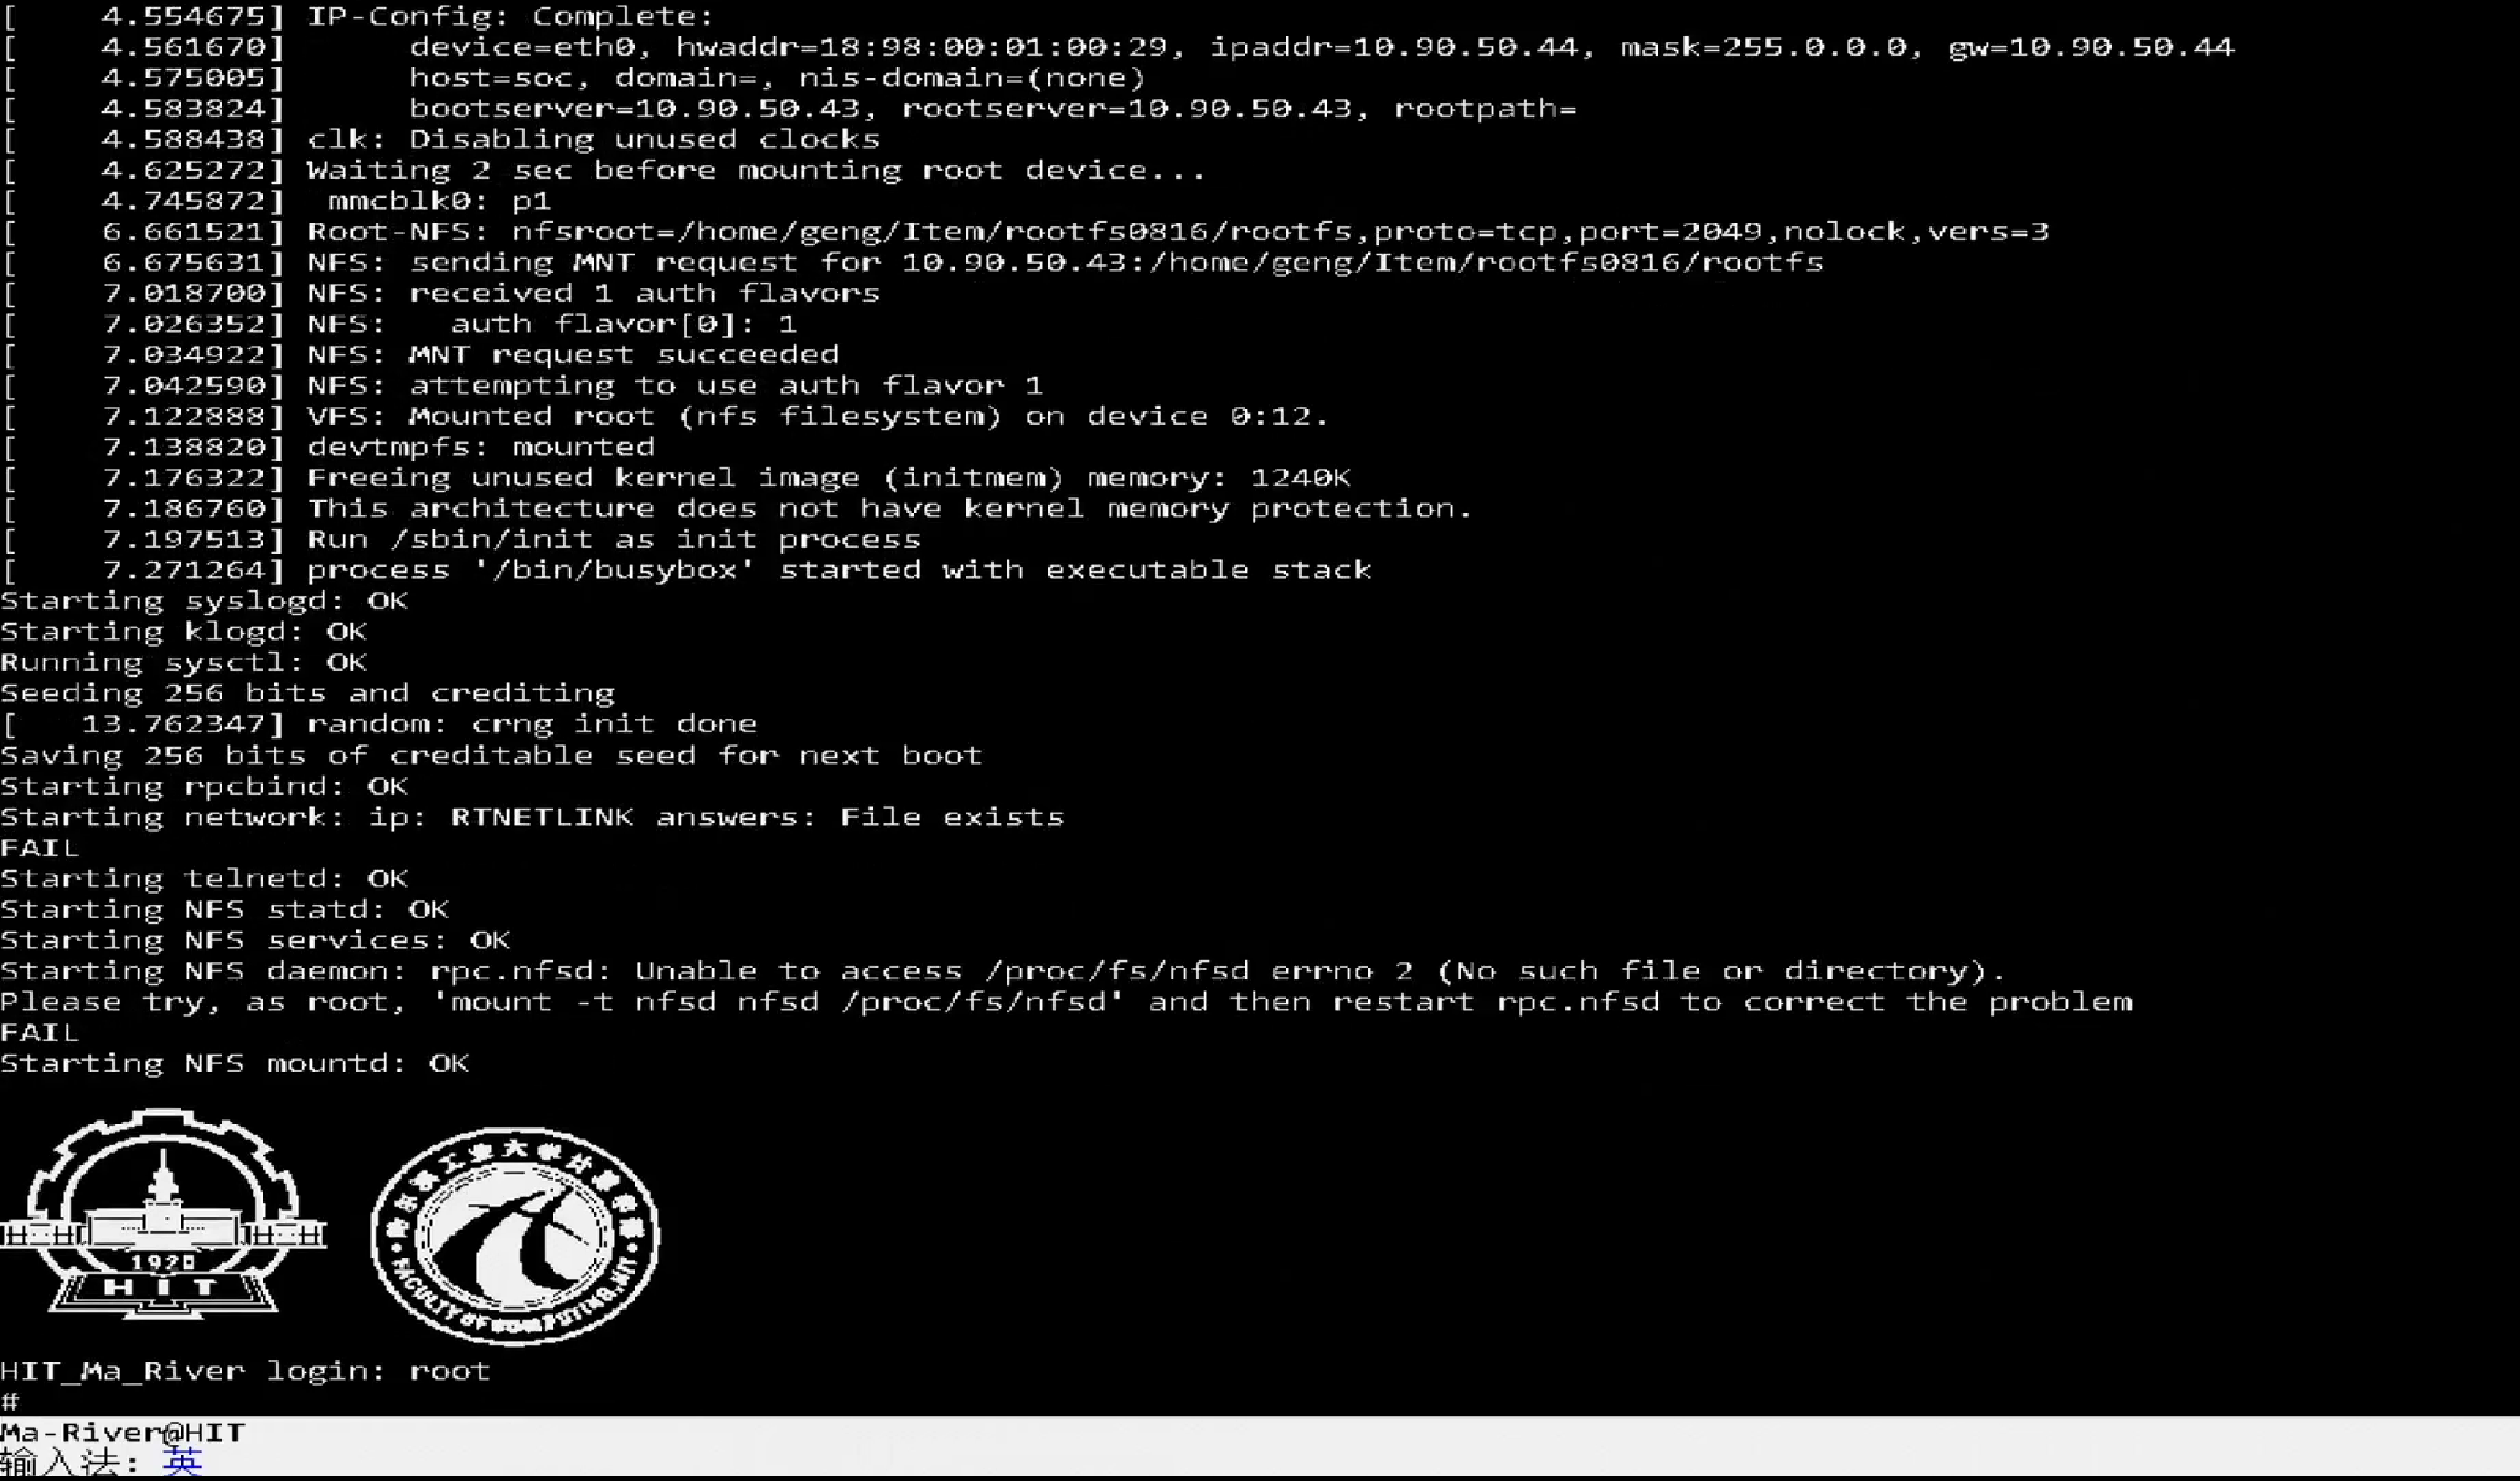 [    4.554675] IP-Config: Complete:
[    4.561670]      device=eth0, hwaddr=18:98:00:01:00:29, ipaddr=10.90.50.44, mask=255.0.0.0, gw=10.90.50.44
[    4.575005]      host=soc, domain=, nis-domain=(none)
[    4.583824]      bootserver=10.90.50.43, rootserver=10.90.50.43, rootpath=
[    4.588438] clk: Disabling unused clocks
[    4.625272] Waiting 2 sec before mounting root device...
[    4.745872]  mmcblk0: p1
[    6.661521] Root-NFS: nfsroot=/home/geng/Item/rootfs0816/rootfs,proto=tcp,port=2049,nolock,vers=3
[    6.675631] NFS: sending MNT request for 10.90.50.43:/home/geng/Item/rootfs0816/rootfs
[    7.018700] NFS: received 1 auth flavors
[    7.026352] NFS:   auth flavor[0]: 1
[    7.034922] NFS: MNT request succeeded
[    7.042590] NFS: attempting to use auth flavor 1
[    7.122888] VFS: Mounted root (nfs filesystem) on device 0:12.
[    7.138820] devtmpfs: mounted
[    7.176322] Freeing unused kernel image (initmem) memory: 1240K
[    7.186760] This architecture does not have kernel memory protection.
[    7.197513] Run /sbin/init as init process
[    7.271264] process '/bin/busybox' started with executable stack
Starting syslogd: OK
Starting klogd: OK
Running sysctl: OK
Seeding 256 bits and crediting
[   13.762347] random: crng init done
Saving 256 bits of creditable seed for next boot
Starting rpcbind: OK
Starting network: ip: RTNETLINK answers: File exists
FAIL
Starting telnetd: OK
Starting NFS statd: OK
Starting NFS services: OK
Starting NFS daemon: rpc.nfsd: Unable to access /proc/fs/nfsd errno 2 (No such file or directory).
Please try, as root, 'mount -t nfsd nfsd /proc/fs/nfsd' and then restart rpc.nfsd to correct the problem
FAIL
Starting NFS mountd: OK
1920
HIT
工业大
FACULTY OF COMPUTING,HIT
HIT_Ma_River login: root
#
Ma-River@HIT
输入法: 英